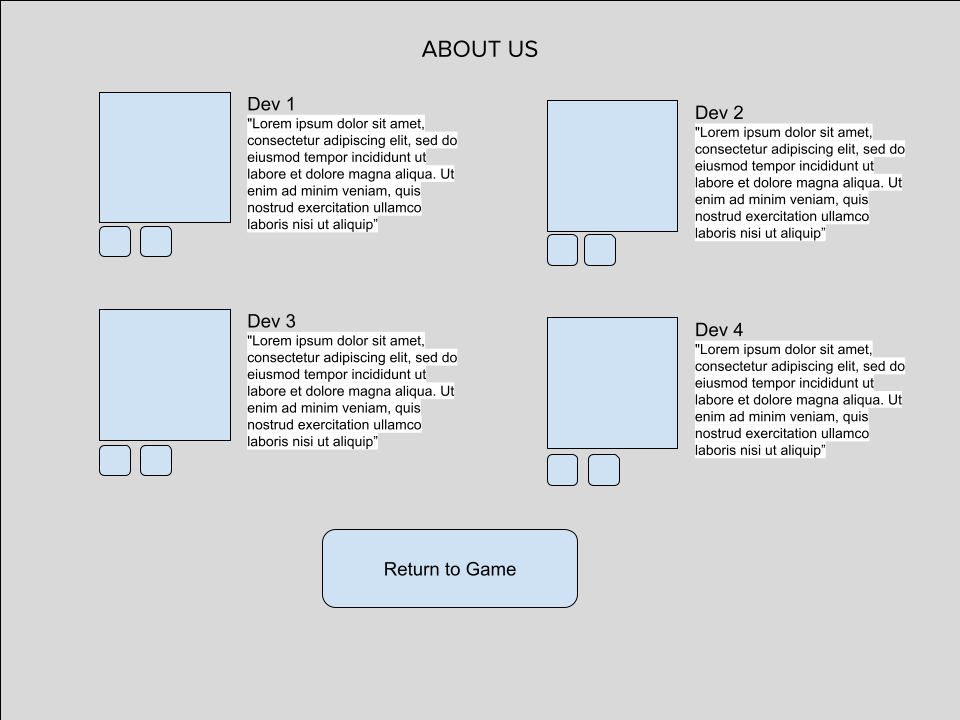 ABOUT US
Dev 1
"Lorem ipsum dolor sit amet,
consectetur adipiscing elit, sed do
eiusmod tempor incididunt ut
labore et dolore magna aliqua. Ut
enim ad minim veniam, quis
nostrud exercitation ullamco
laboris nisi ut aliquip”
Dev 2
"Lorem ipsum dolor sit amet,
consectetur adipiscing elit, sed do
eiusmod tempor incididunt ut
labore et dolore magna aliqua. Ut
enim ad minim veniam, quis
nostrud exercitation ullamco
laboris nisi ut aliquip”
Dev 3
"Lorem ipsum dolor sit amet,
consectetur adipiscing elit, sed do
eiusmod tempor incididunt ut
labore et dolore magna aliqua. Ut
enim ad minim veniam, quis
nostrud exercitation ullamco
laboris nisi ut aliquip”
Dev 4
"Lorem ipsum dolor sit amet,
consectetur adipiscing elit, sed do
eiusmod tempor incididunt ut
labore et dolore magna aliqua. Ut
enim ad minim veniam, quis
nostrud exercitation ullamco
laboris nisi ut aliquip”
Return to Game